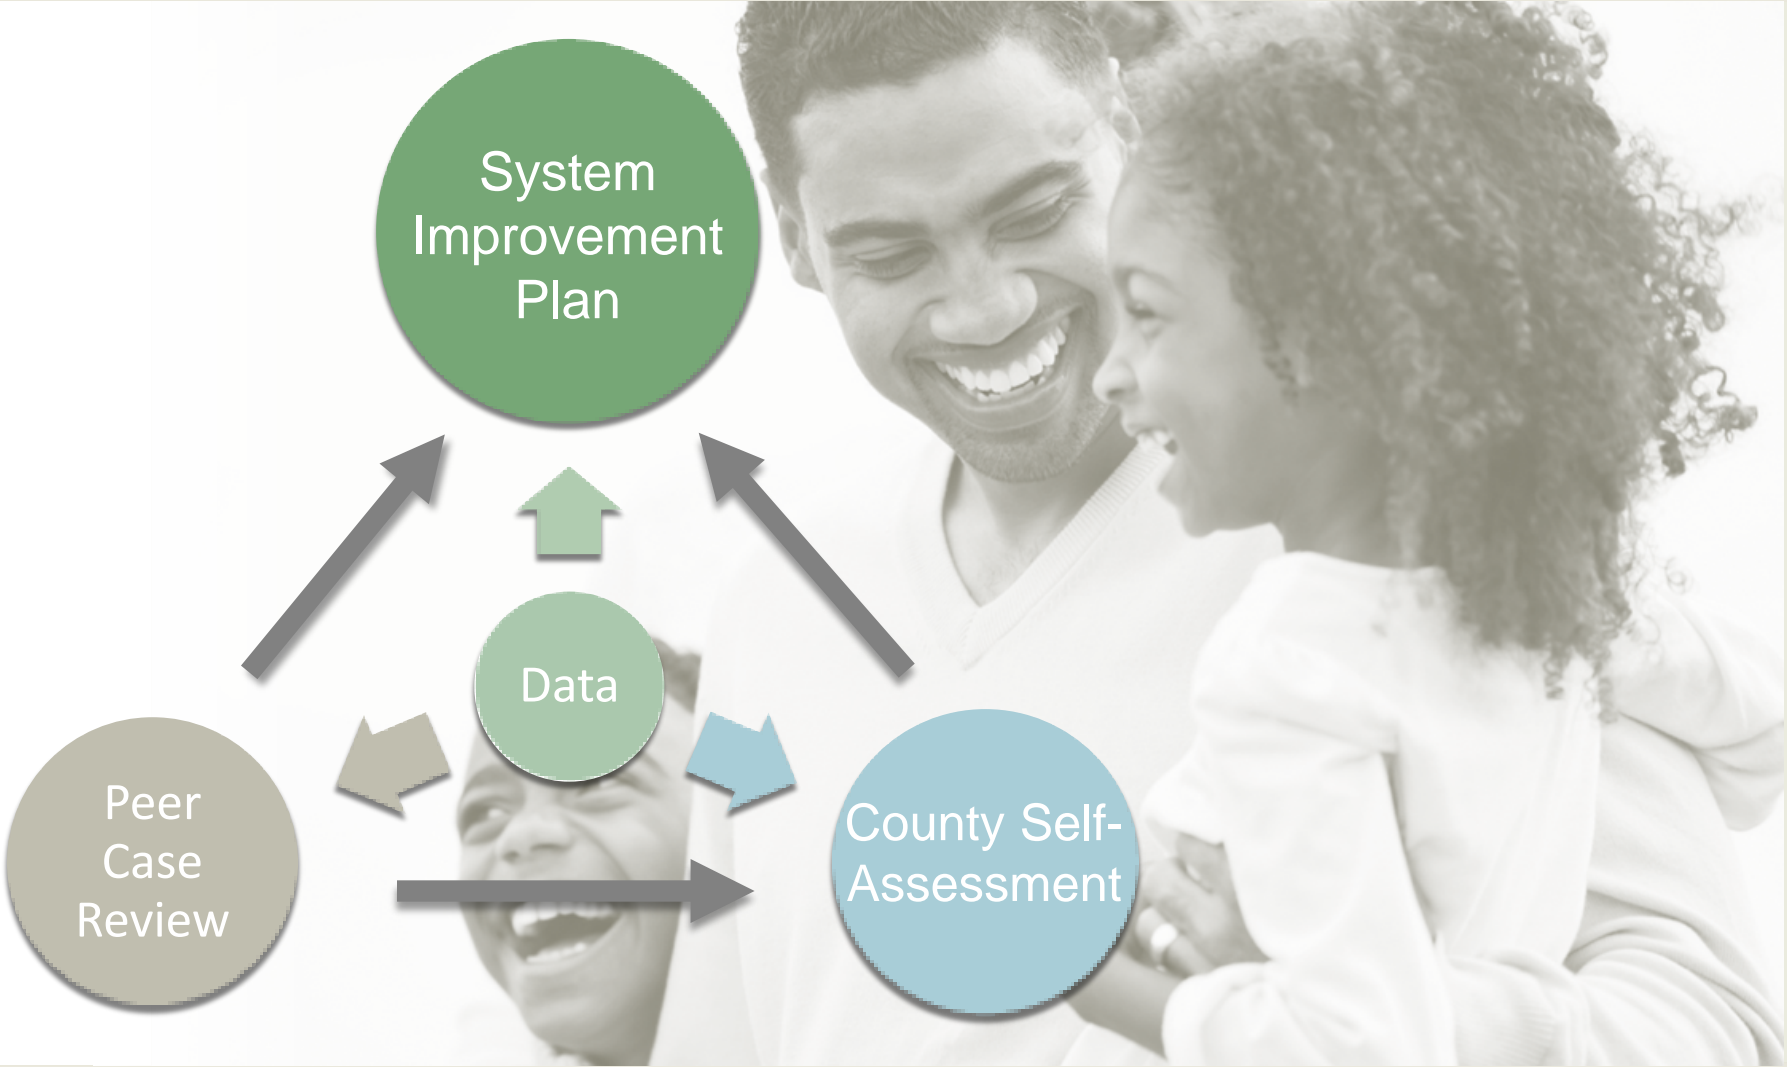 System
Improvement
Plan
Data
Peer
Case
Review
County Self-
Assessment